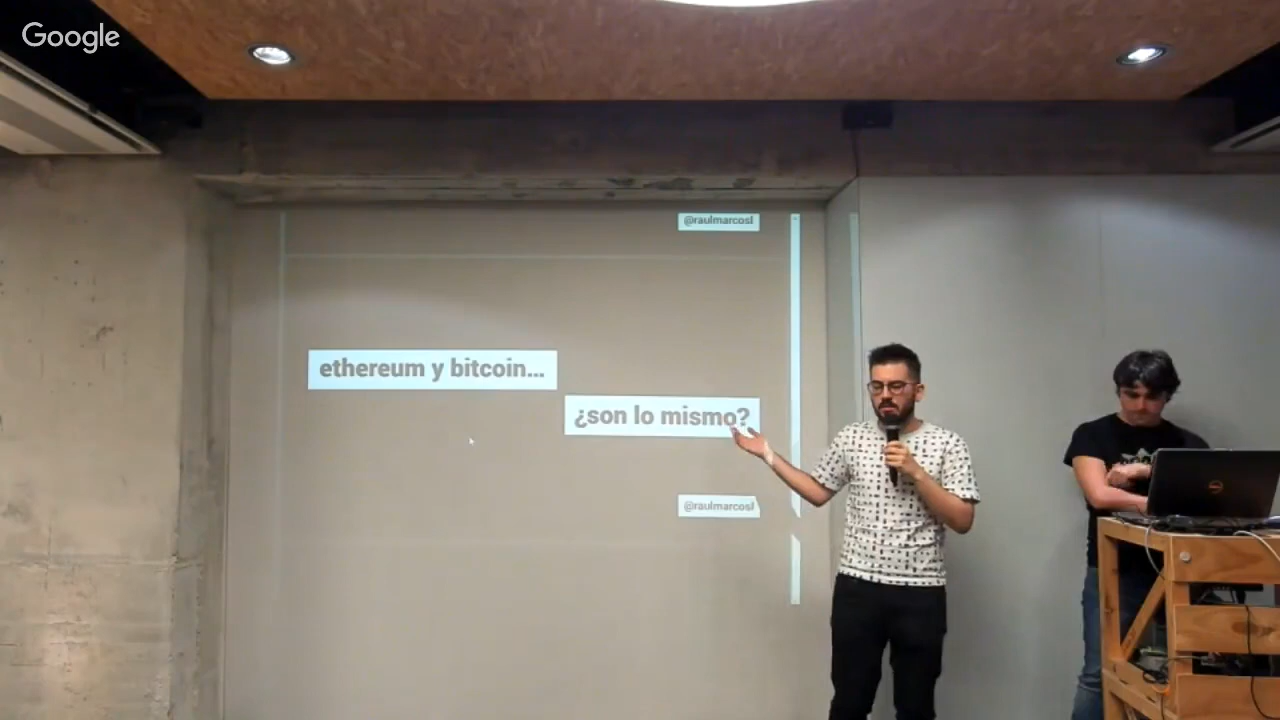 Google
@raulmarcosl
ethereum y bitcoin...
¿son lo mismo?
@raulmarcosl